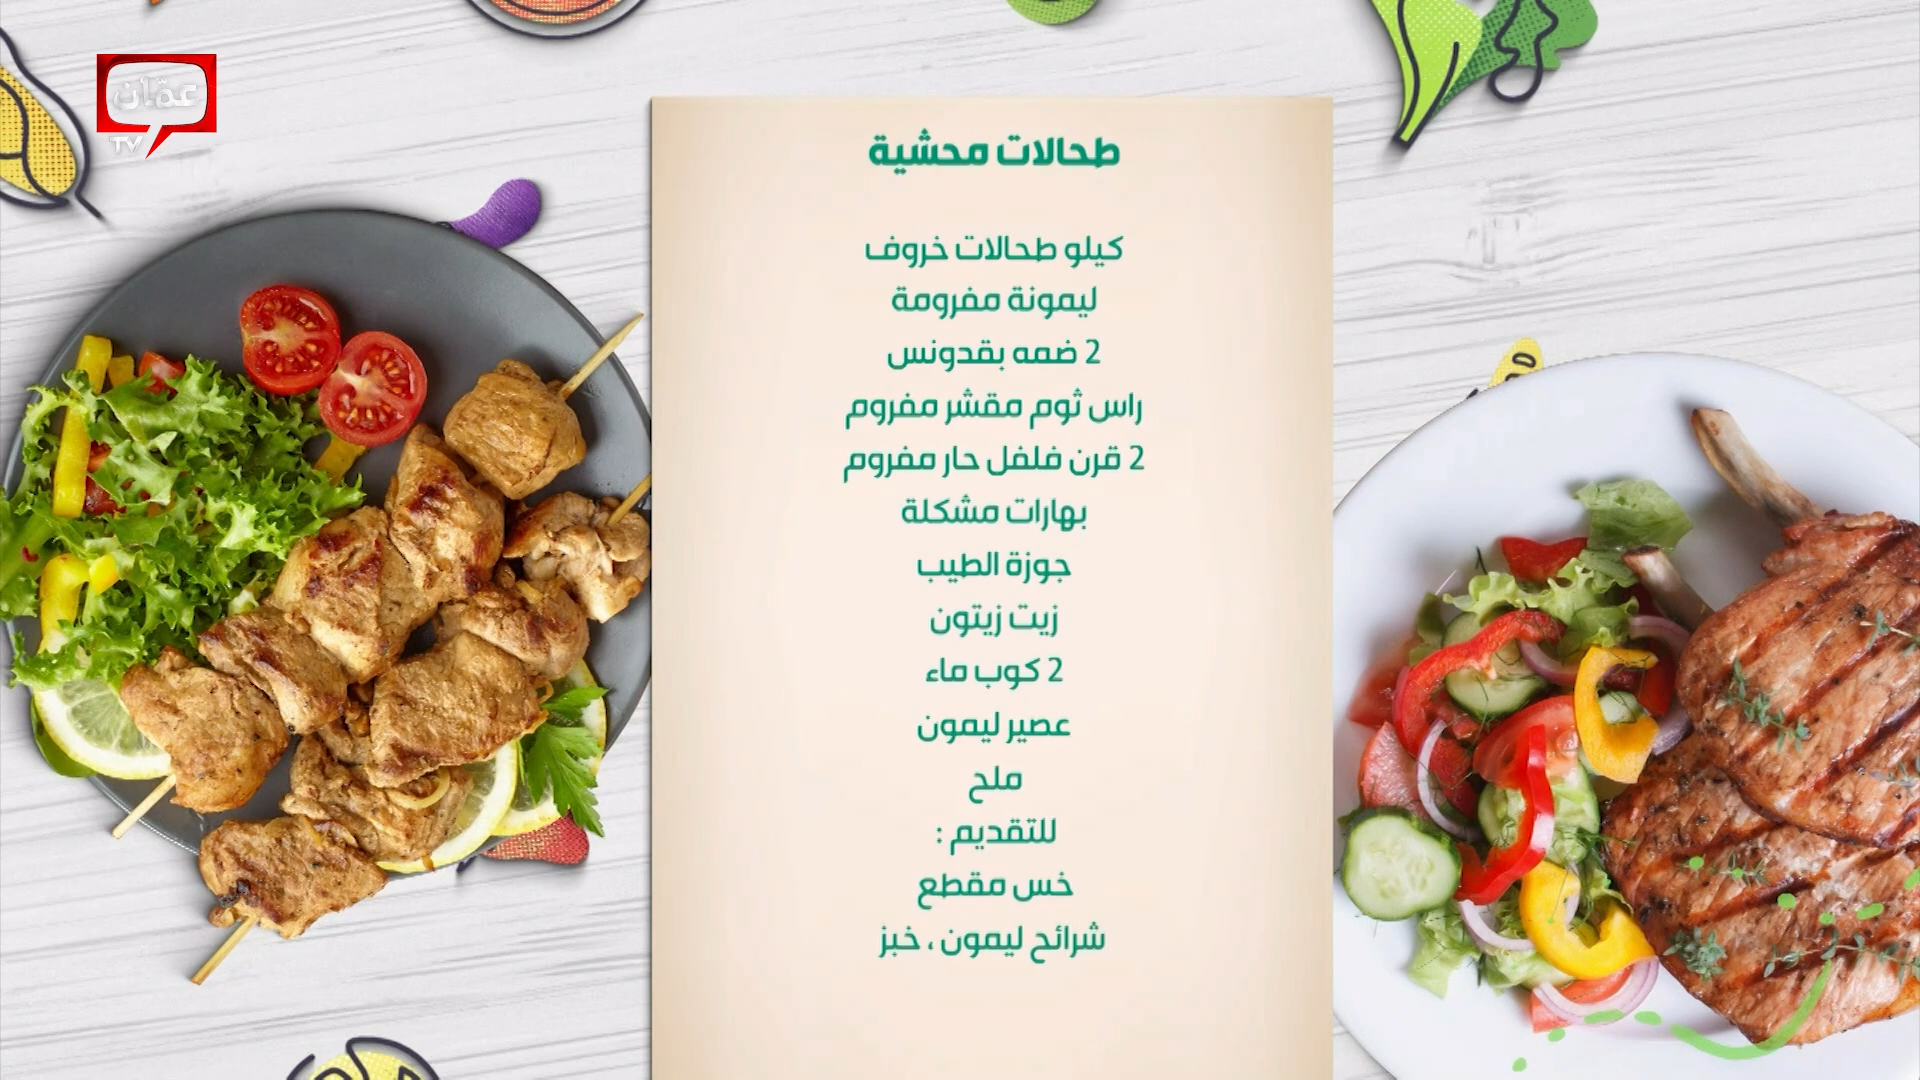 عمّان
TV
طحالات محشية
كيلو طحالات خروف
ليمونة مفرومة
2 ضمه بقدونس
راس ثوم مقشر مفروم
2 قرن فلفل حار مفروم
بهارات مشكلة
جوزة الطيب
زيت زيتون
2 كوب ماء
عصير ليمون
ملح
للتقديم :
خس مقطع
شرائح ليمون ، خبز